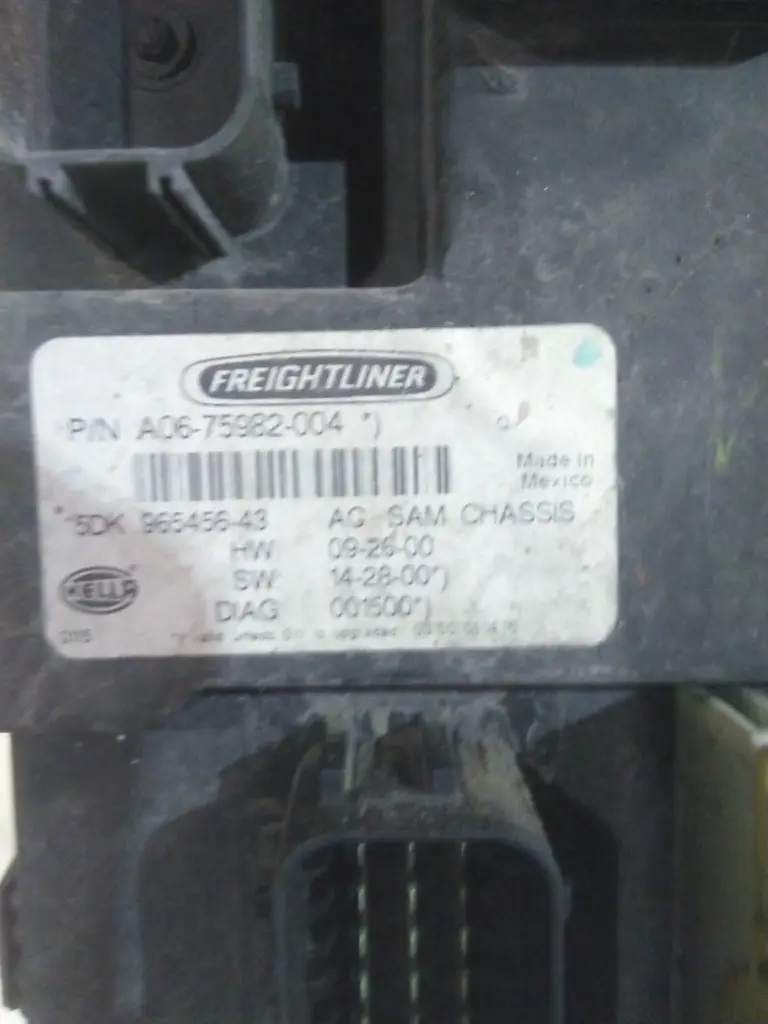 FREIGHTLINER
P/N A06-75982-004 *)
Made in
Mexico
5DK 965456-43 AG SAM CHASSIS
HW 09-26-00
SW 14-28-00*)
HELLA
DIAG 001600*)